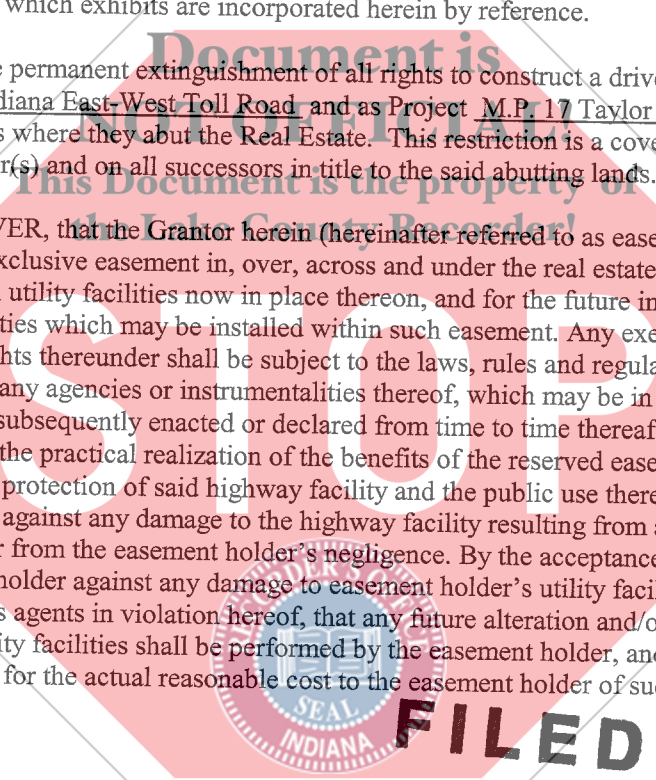 which exhibits are incorporated herein by reference.
Document is
permanent extinguishment of all rights to construct a drive
diana East-West Toll Road and as Project M.P. 17 Taylor
NOT OFFICIAL!
s where they abut the Real Estate. This restriction is a cove
r(s) and on all successors in title to the said abutting lands.
This Document is the property of
the Lake County Recorder!
VER, that the Grantor herein (hereinafter referred to as ease
xclusive easement in, over, across and under the real estate
utility facilities now in place thereon, and for the future in
ties which may be installed within such easement. Any exe
hts thereunder shall be subject to the laws, rules and regula
any agencies or instrumentalities thereof, which may be in
subsequently enacted or declared from time to time thereaf
the practical realization of the benefits of the reserved ease
protection of said highway facility and the public use there
against any damage to the highway facility resulting from a
r from the easement holder's negligence. By the acceptance
holder against any damage to easement holder's utility facil
s agents in violation hereof, that any future alteration and/o
ity facilities shall be performed by the easement holder, and
for the actual reasonable cost to the easement holder of suc
STOP
SEAL
INDIANA
FILED